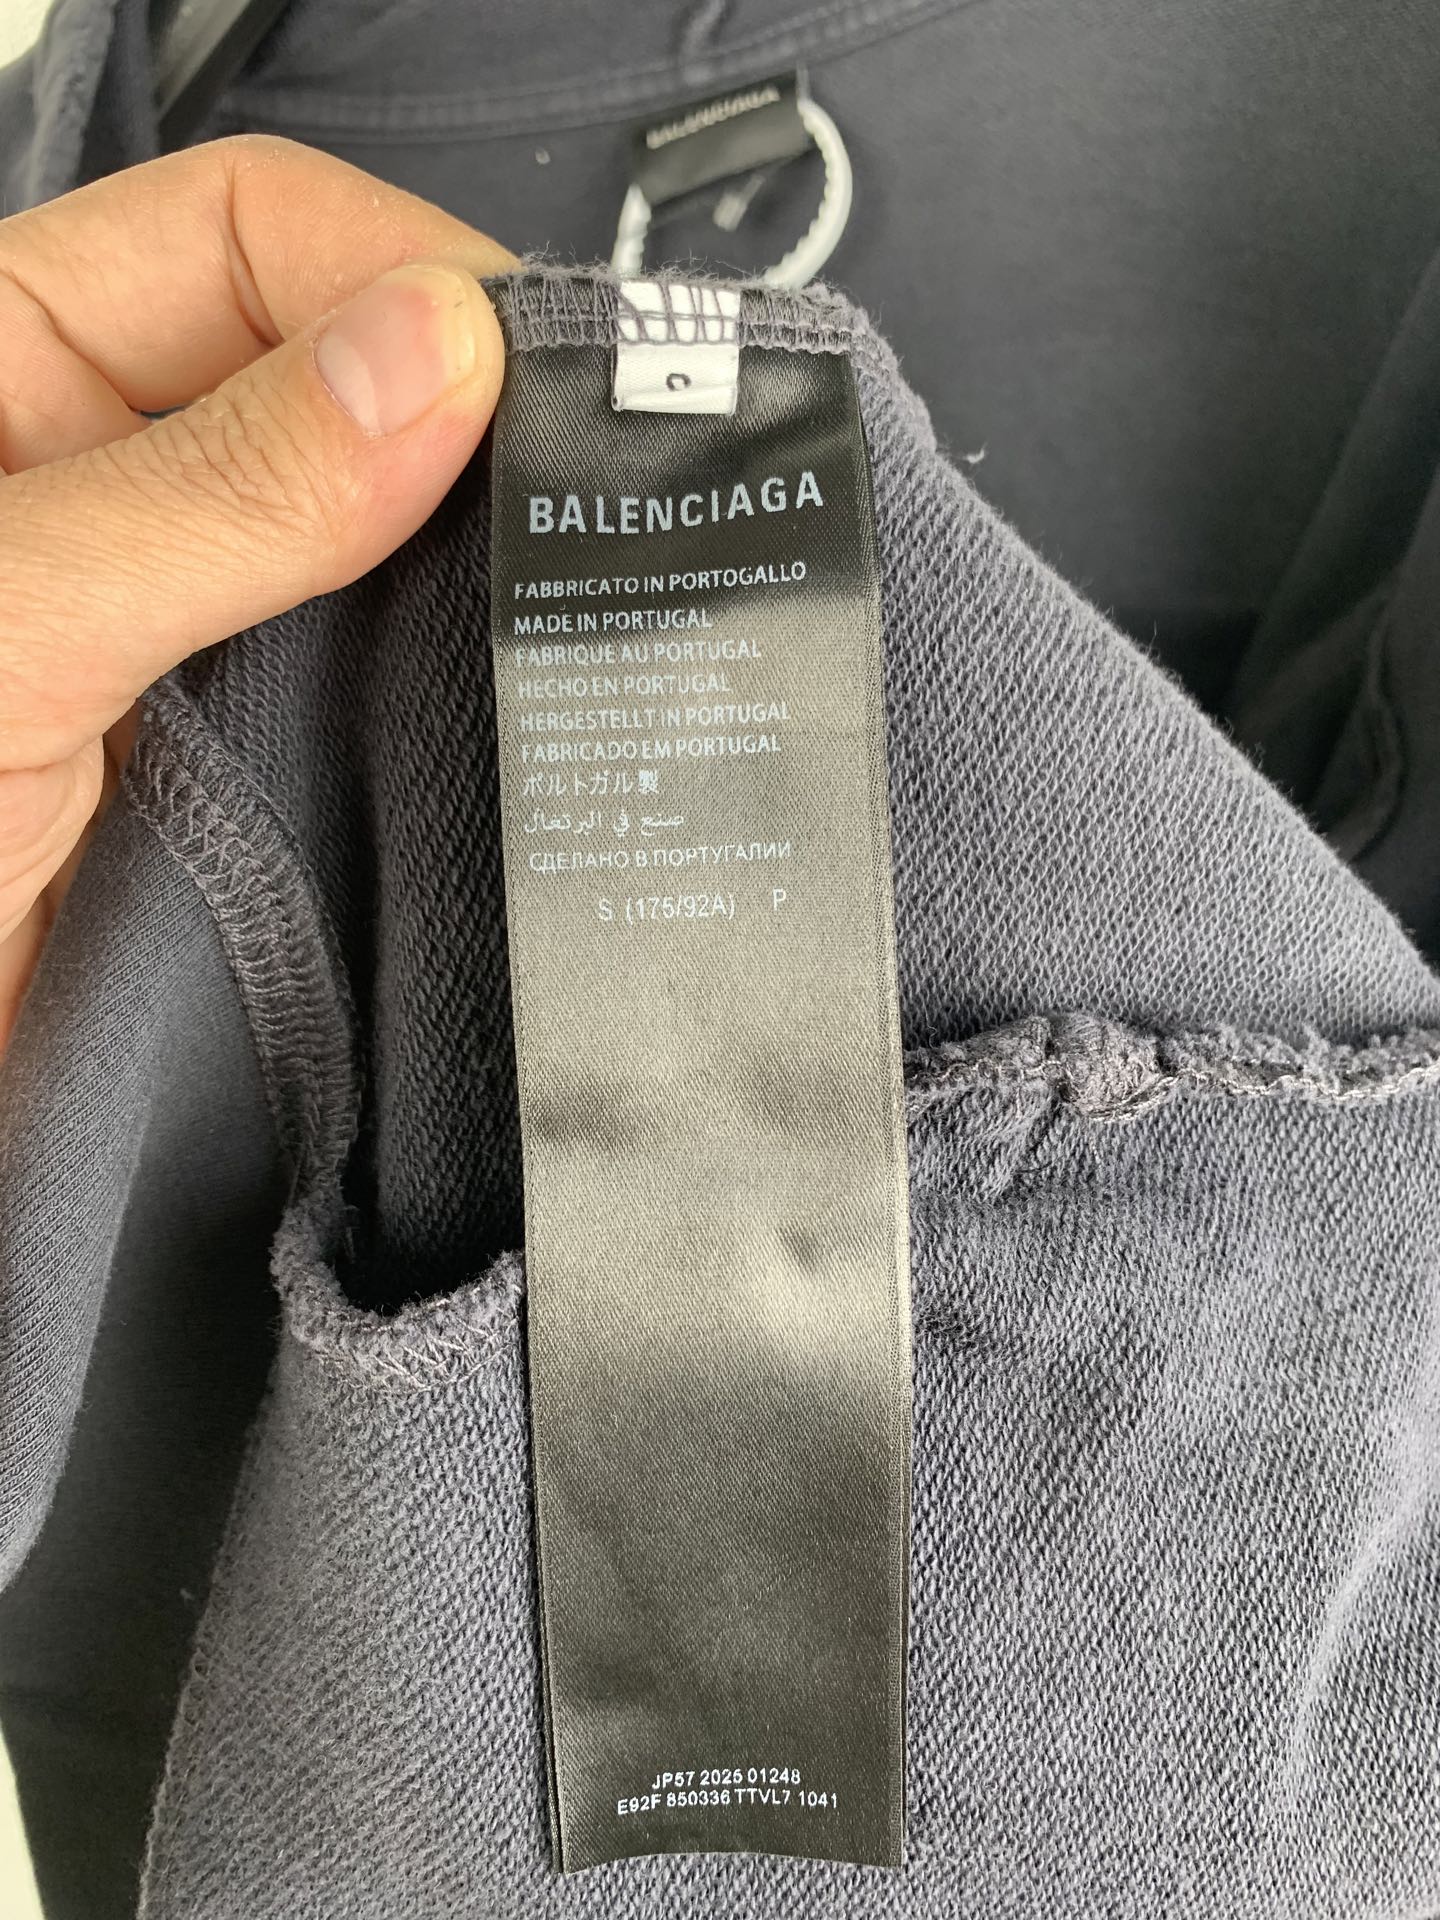 BALENCIAGA
BALENCIAGA
FABBRICATO IN PORTOGALLO
MADE IN PORTUGAL
FABRIQUE AU PORTUGAL
HECHO EN PORTUGAL
HERGESTELLT IN PORTUGAL
FABRICADO EM PORTUGAL
ポルトガル製
صنع في البرتغال
СДЕЛАНО В ПОРТУГАЛИИ
S (175/92A) P
JP57 2025 01248
E92F 850336 TTVL7 1041